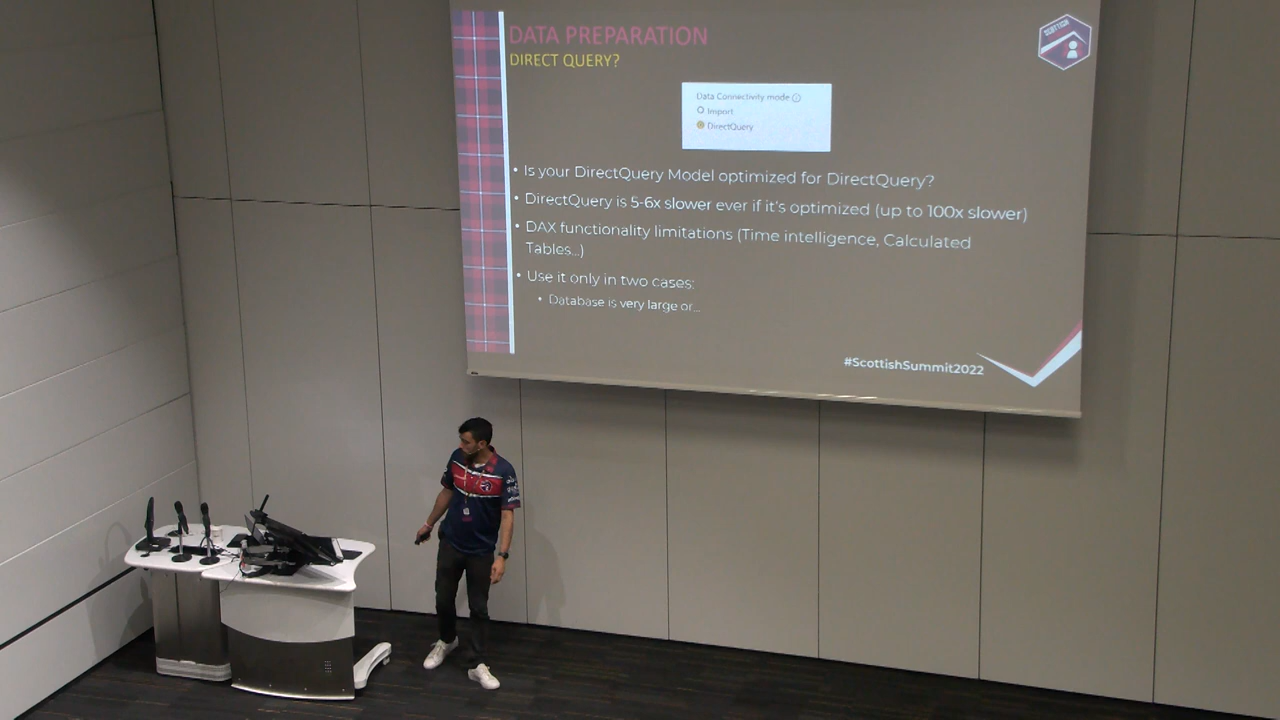 DATA PREPARATION
DIRECT QUERY?
SCOTTISH
Data Connectivity mode
Import
DirectQuery
• Is your DirectQuery Model optimized for DirectQuery?
• DirectQuery is 5-6x slower ever if it's optimized (up to 100x slower)
• DAX functionality limitations (Time intelligence, Calculated
Tables...)
• Use it only in two cases:
• Database is very large or...
#ScottishSummit2022